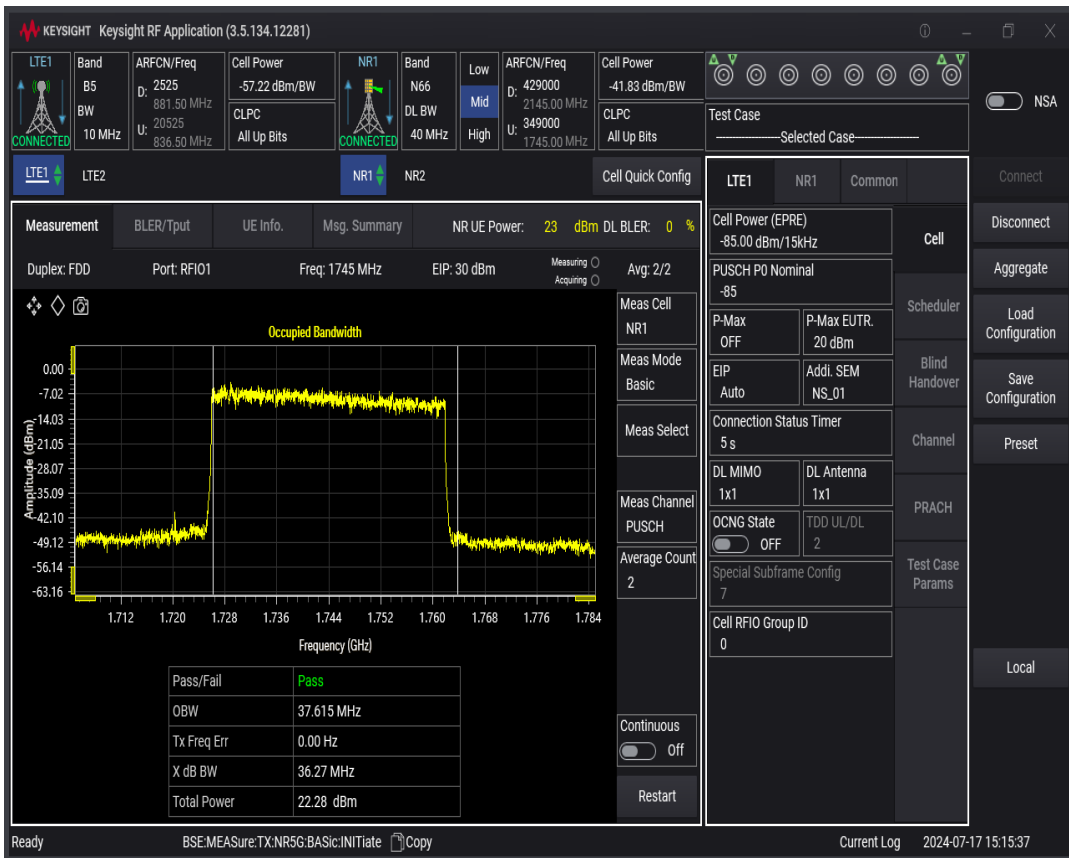 KEYSIGHT Keysight RF Application (3.5.134.12281)
LTE1
CONNECTED
Band
B5
BW
10 MHz
ARFCN/Freq
D: 2525
881.50 MHz
U: 20525
836.50 MHz
Cell Power
-57.22 dBm/BW
CLPC
All Up Bits
NR1
CONNECTED
Band
N66
DL BW
40 MHz
Low
Mid
High
ARFCN/Freq
D: 429000
2145.00 MHz
U: 349000
1745.00 MHz
Cell Power
-41.83 dBm/BW
CLPC
All Up Bits
Test Case
---------------Selected Case---------------
NSA
LTE1 LTE2 NR1 NR2 Cell Quick Config
Measurement BLER/Tput UE Info. Msg. Summary NR UE Power: 23 dBm DL BLER: 0 %
Duplex: FDD Port: RFIO1 Freq: 1745 MHz EIP: 30 dBm Measuring Acquiring Avg: 2/2
Occupied Bandwidth
Amplitude (dBm)
0.00
-7.02
-14.03
-21.05
-28.07
-35.09
-42.10
-49.12
-56.14
-63.16
1.712 1.720 1.728 1.736 1.744 1.752 1.760 1.768 1.776 1.784
Frequency (GHz)
Pass/Fail Pass
OBW 37.615 MHz
Tx Freq Err 0.00 Hz
X dB BW 36.27 MHz
Total Power 22.28 dBm
Meas Cell
NR1
Meas Mode
Basic
Meas Select
Meas Channel
PUSCH
Average Count
2
Continuous
Off
Restart
LTE1 NR1 Common
Cell Power (EPRE)
-85.00 dBm/15kHz
PUSCH P0 Nominal
-85
P-Max
OFF
P-Max EUTR.
20 dBm
EIP
Auto
Addi. SEM
NS_01
Connection Status Timer
5 s
DL MIMO
1x1
DL Antenna
1x1
OCNG State
OFF
TDD UL/DL
2
Special Subframe Config
7
Cell RFIO Group ID
0
Cell
Scheduler
Blind
Handover
Channel
PRACH
Test Case
Params
Connect
Disconnect
Aggregate
Load
Configuration
Save
Configuration
Preset
Local
Ready BSE:MEASure:TX:NR5G:BASic:INITiate Copy Current Log 2024-07-17 15:15:37